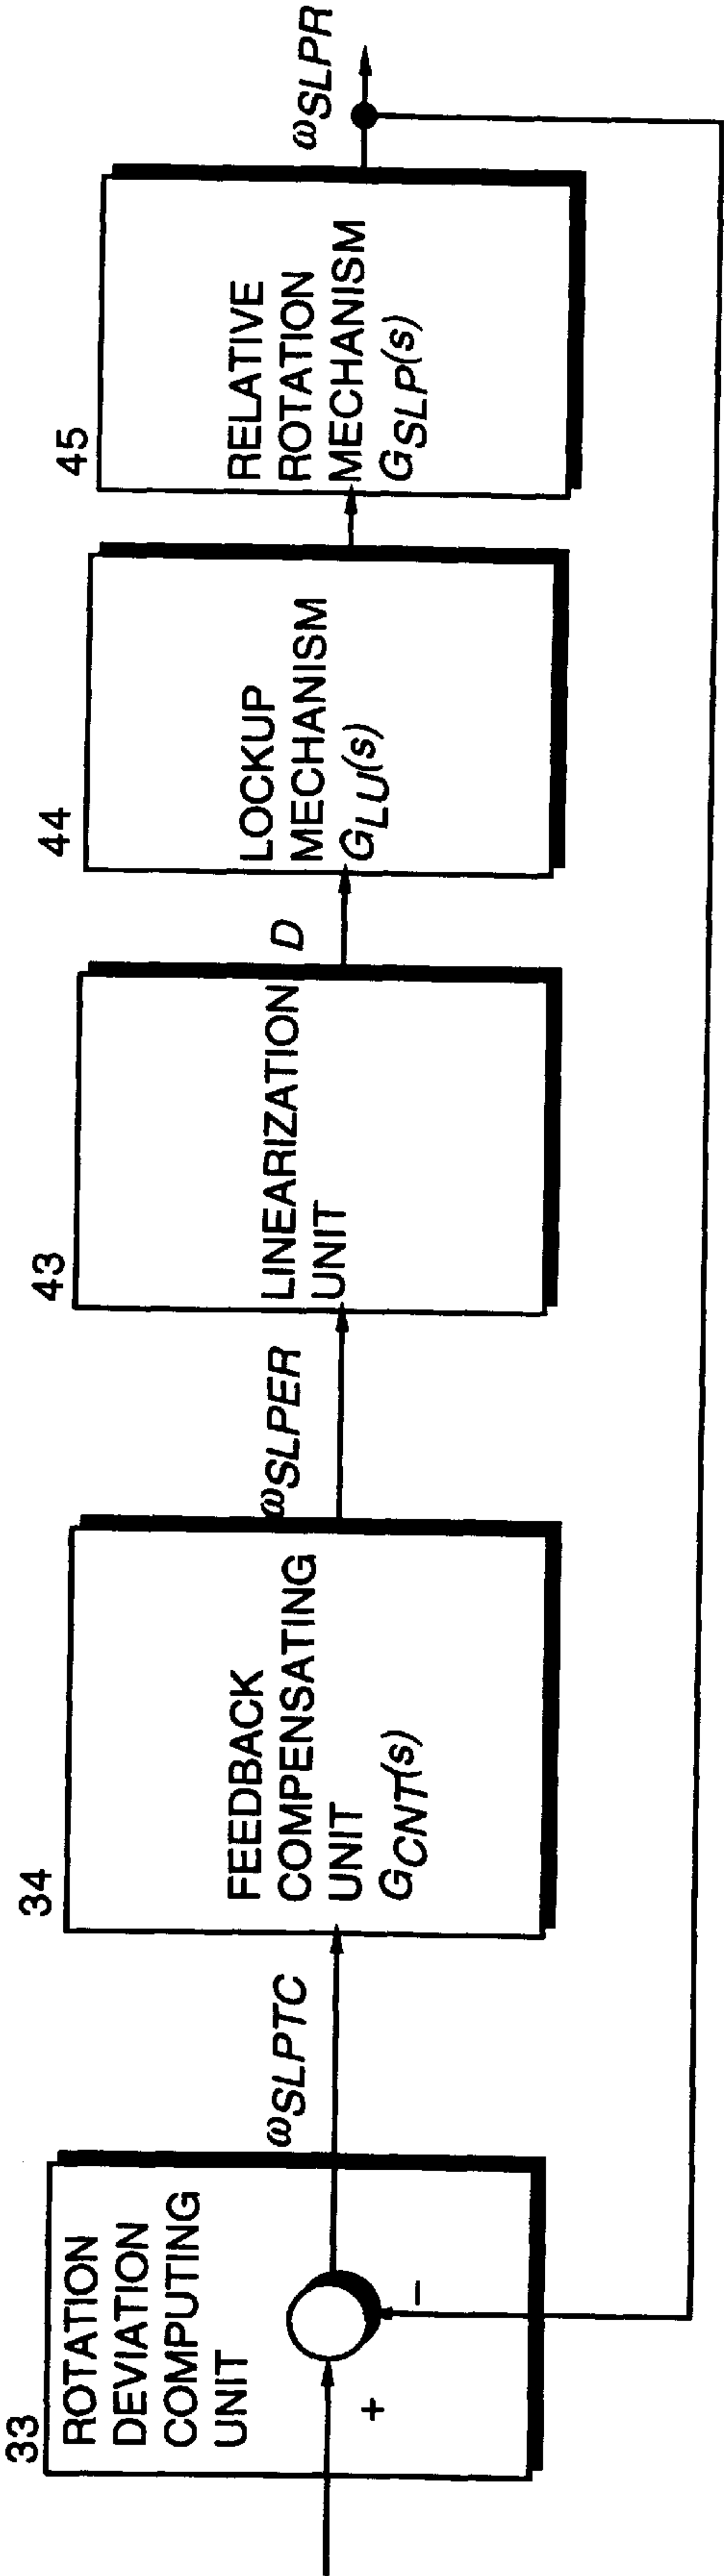 33
ROTATION
DEVIATION
COMPUTING
UNIT
+
−
ωSLPTC
34
FEEDBACK
COMPENSATING
UNIT
GCNT(s)
ωSLPER
43
LINEARIZATION
UNIT
D
44
LOCKUP
MECHANISM
GLU(s)
45
RELATIVE
ROTATION
MECHANISM
GSLP(s)
ωSLPR